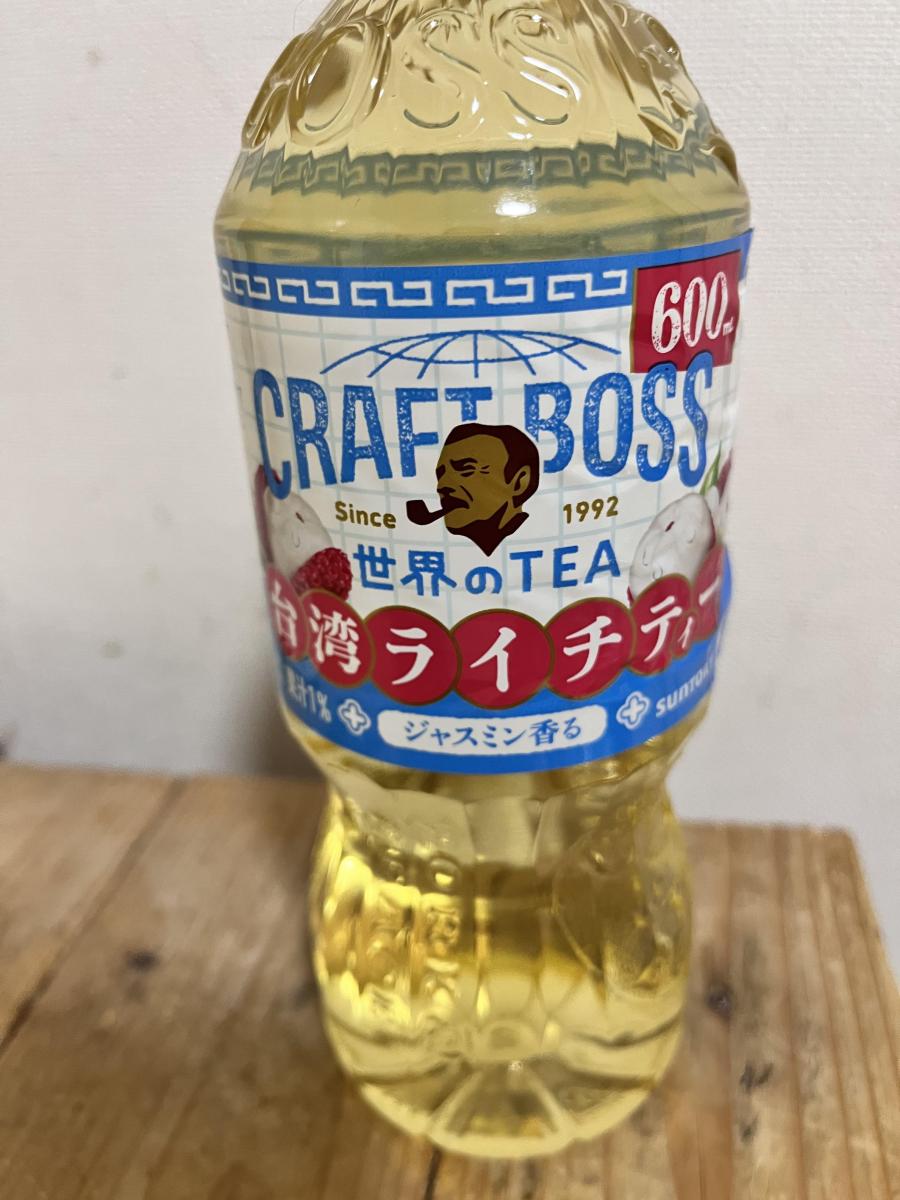 BOSS
600ml
CRAFT BOSS
Since 1992
世界のTEA
台湾ライチティー
果汁1%
ジャスミン香る
SUNTORY